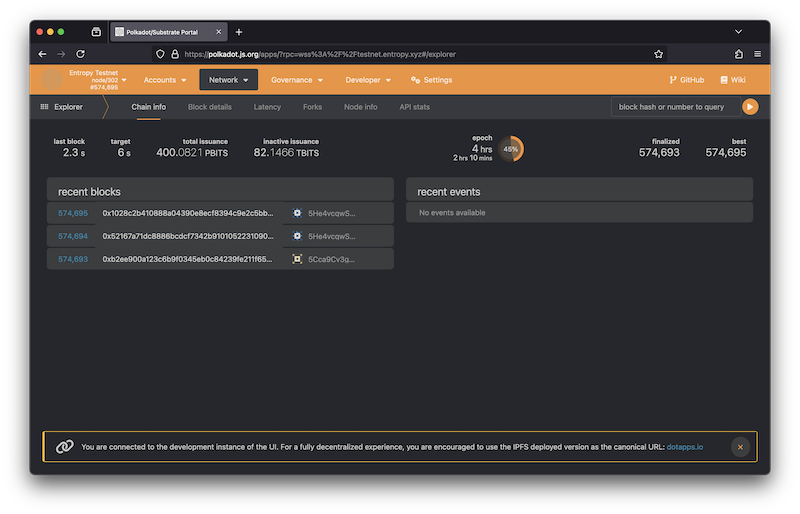 Polkadot/Substrate Portal
https://polkadot.js.org/apps/?rpc=wss%3A%2F%2Ftestnet.entropy.xyz#/explorer
Entropy Testnet
node/302
#574,695
Accounts
Network
Governance
Developer
Settings
GitHub
Wiki
Explorer
Chain info
Block details
Latency
Forks
Node info
API stats
block hash or number to query
last block
2.3 s
target
6 s
total issuance
400.0821 PBITS
inactive issuance
82.1466 TBITS
epoch
4 hrs
2 hrs 10 mins
45%
finalized
574,693
best
574,695
recent blocks
574,695 0x1028c2b410888a04390e8ecf8394c9e2c5bb... 5He4vcqwS...
574,694 0x52167a71dc8886bcdcf7342b9101052231090... 5He4vcqwS...
574,693 0xb2ee900a123c6b9f0345eb0c84239fe211f65... 5Cca9Cv3g...
recent events
No events available
You are connected to the development instance of the UI. For a fully decentralized experience, you are encouraged to use the IPFS deployed version as the canonical URL: dotapps.io